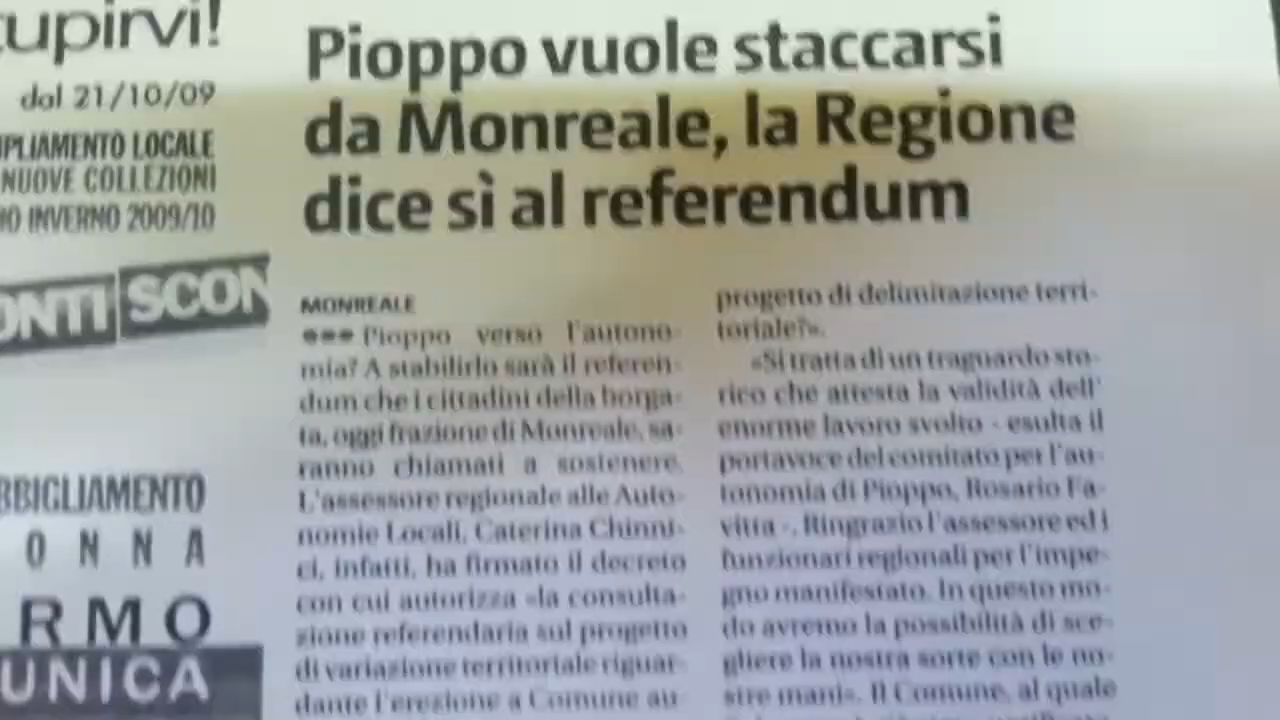 tupirvi!
dal 21/10/09
PLIAMENTO LOCALE
NUOVE COLLEZIONI
NO INVERNO 2009/10
ONTI SCON
BBIGLIAMENTO
ONNA
RMO
UNICA
Pioppo vuole staccarsi
da Monreale, la Regione
dice sì al referendum
MONREALE
●●● Pioppo verso l'autono-
mia? A stabilirlo sarà il referen-
dum che i cittadini della borga-
ta, oggi frazione di Monreale, sa-
ranno chiamati a sostenere.
L'assessore regionale alle Auto-
nomie Locali, Caterina Chinni-
ci, infatti, ha firmato il decreto
con cui autorizza «la consulta-
zione referendaria sul progetto
di variazione territoriale riguar-
dante l'erezione a Comune au-
progetto di delimitazione terri-
toriale?».
«Si tratta di un traguardo sto-
rico che attesta la validità dell'
enorme lavoro svolto - esulta il
portavoce del comitato per l'au-
tonomia di Pioppo, Rosario Fa-
vitta -. Ringrazio l'assessore ed i
funzionari regionali per l'impe-
gno manifestato. In questo mo-
do avremo la possibilità di sce-
gliere la nostra sorte con le no-
stre mani». Il Comune, al quale